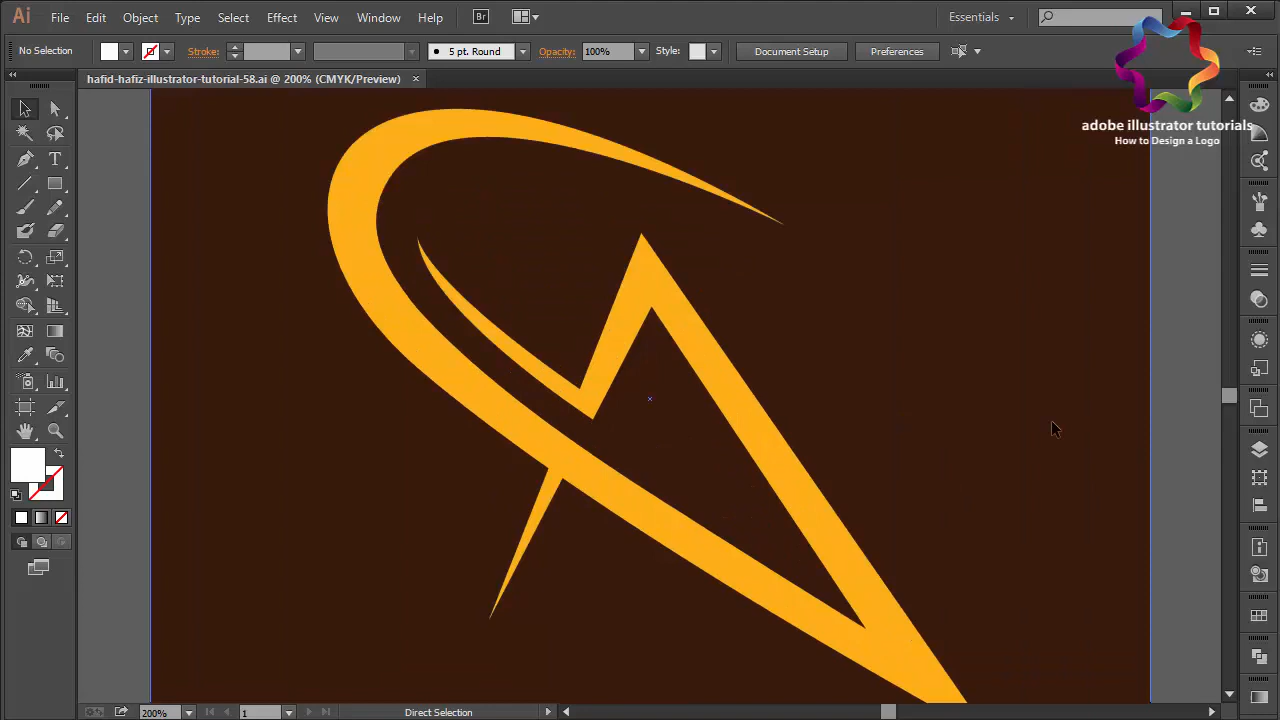 Ai File Edit Object Type Select Effect View Window Help Br Essentials
No Selection Stroke: 5 pt. Round Opacity: 100% Style: Document Setup Preferences
hafid-hafiz-illustrator-tutorial-58.ai @ 200% (CMYK/Preview)
adobe illustrator tutorials
How to Design a Logo
T
200% 1 Direct Selection